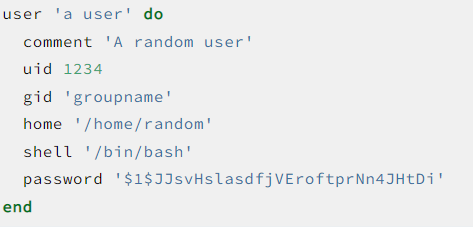 user 'a user' do
  comment 'A random user'
  uid 1234
  gid 'groupname'
  home '/home/random'
  shell '/bin/bash'
  password '$1$JJsvHslasdfjVEroftprNn4JHtDi'
end